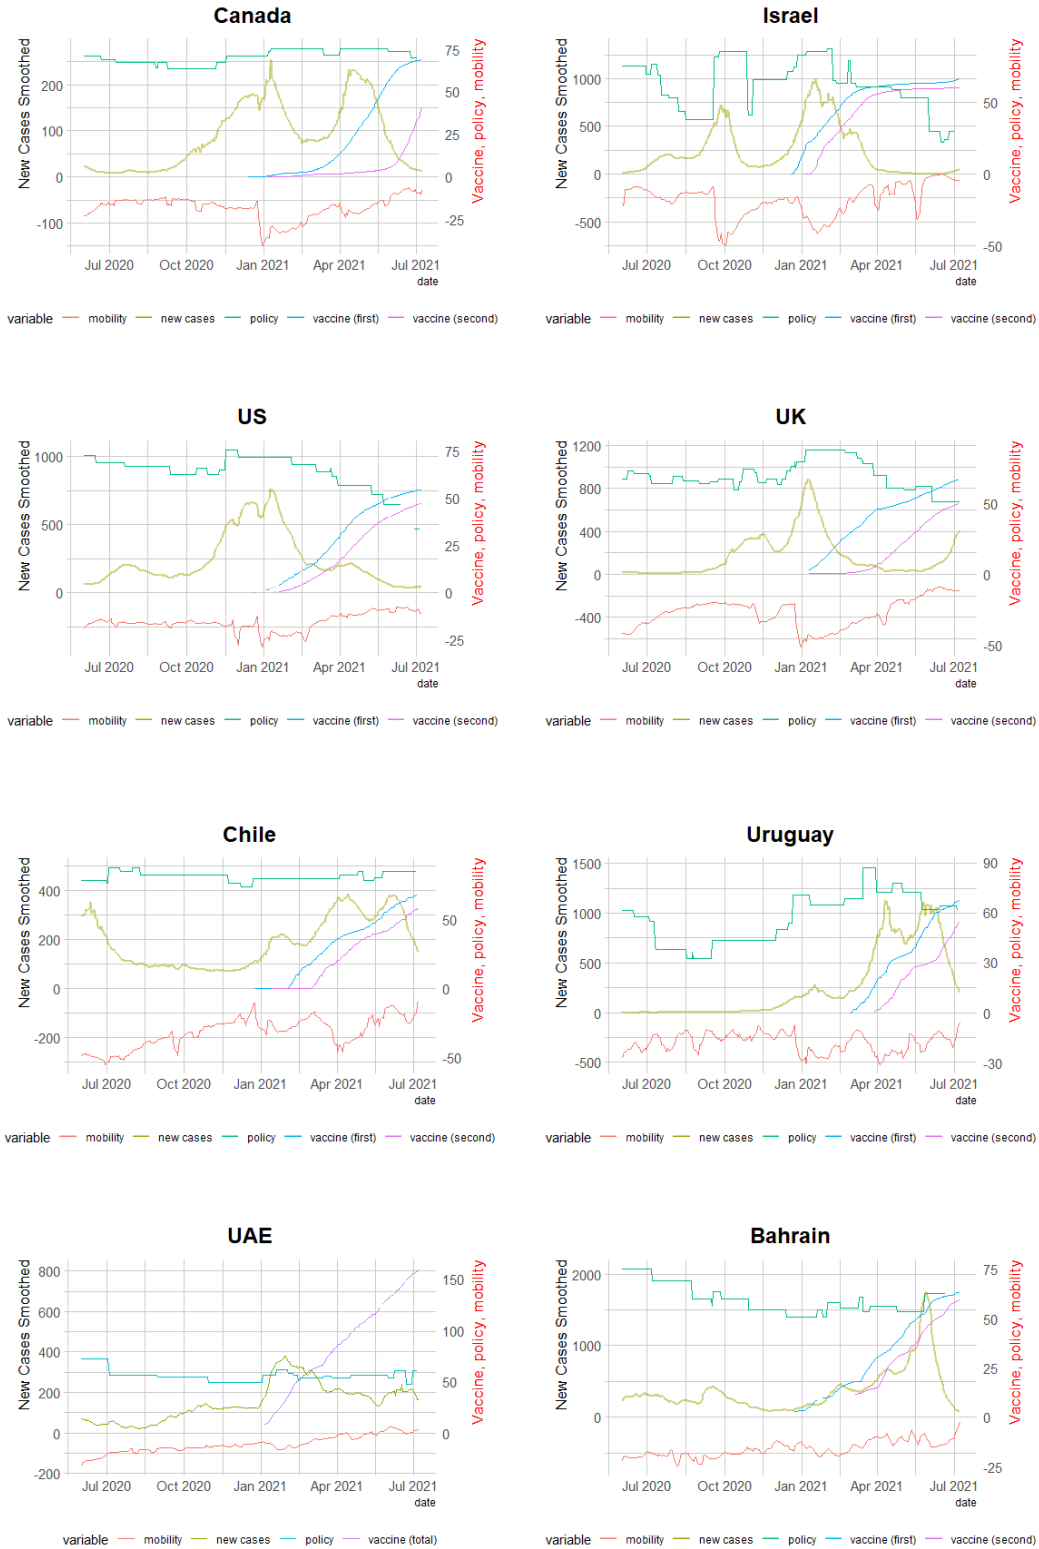 Canada
New Cases Smoothed
200
100
0
-100
75
50
25
0
-25
Vaccine, policy, mobility
Jul 2020 Oct 2020 Jan 2021 Apr 2021 Jul 2021
date
variable mobility new cases policy vaccine (first) vaccine (second)
Israel
New Cases Smoothed
1000
500
0
-500
50
0
-50
Vaccine, policy, mobility
Jul 2020 Oct 2020 Jan 2021 Apr 2021 Jul 2021
date
variable mobility new cases policy vaccine (first) vaccine (second)
US
New Cases Smoothed
1000
500
0
75
50
25
0
-25
Vaccine, policy, mobility
Jul 2020 Oct 2020 Jan 2021 Apr 2021 Jul 2021
date
variable mobility new cases policy vaccine (first) vaccine (second)
UK
New Cases Smoothed
1200
800
400
0
-400
50
0
-50
Vaccine, policy, mobility
Jul 2020 Oct 2020 Jan 2021 Apr 2021 Jul 2021
date
variable mobility new cases policy vaccine (first) vaccine (second)
Chile
New Cases Smoothed
400
200
0
-200
50
0
-50
Vaccine, policy, mobility
Jul 2020 Oct 2020 Jan 2021 Apr 2021 Jul 2021
date
variable mobility new cases policy vaccine (first) vaccine (second)
Uruguay
New Cases Smoothed
1500
1000
500
0
-500
90
60
30
0
-30
Vaccine, policy, mobility
Jul 2020 Oct 2020 Jan 2021 Apr 2021 Jul 2021
date
variable mobility new cases policy vaccine (first) vaccine (second)
UAE
New Cases Smoothed
800
600
400
200
0
-200
150
100
50
0
Vaccine, policy, mobility
Jul 2020 Oct 2020 Jan 2021 Apr 2021 Jul 2021
date
variable mobility new cases policy vaccine (total)
Bahrain
New Cases Smoothed
2000
1000
0
75
50
25
0
-25
Vaccine, policy, mobility
Jul 2020 Oct 2020 Jan 2021 Apr 2021 Jul 2021
date
variable mobility new cases policy vaccine (first) vaccine (second)